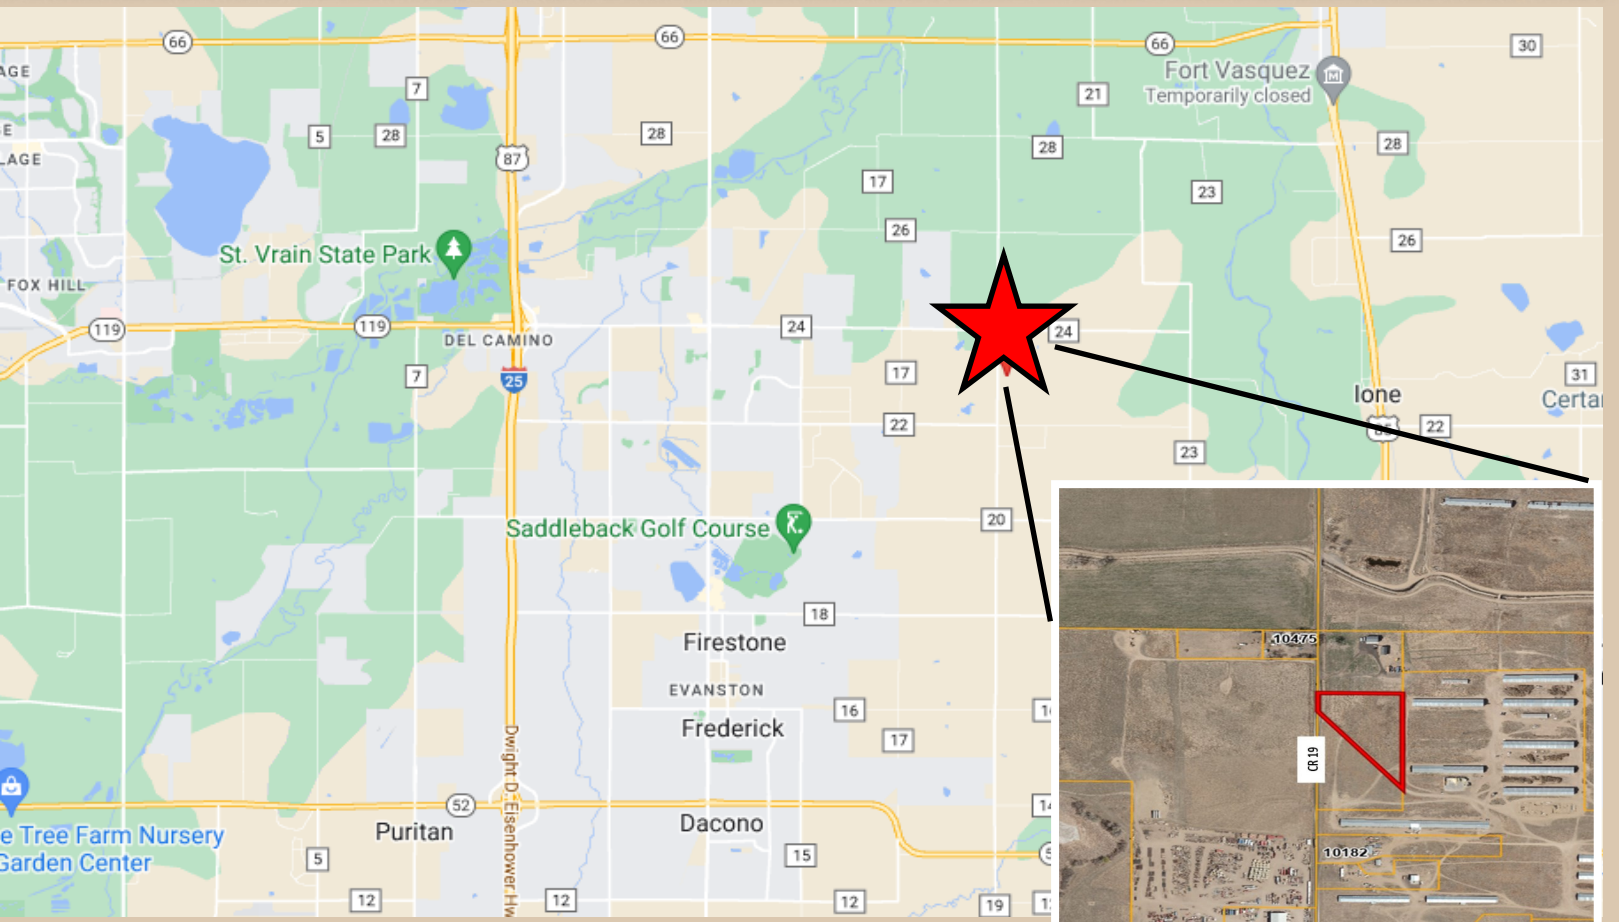 66
66
66
30
AGE
7
Fort Vasquez
Temporarily closed
21
5
28
28
28
28
LAGE
87
17
23
26
26
St. Vrain State Park
FOX HILL
119
119
24
24
DEL CAMINO
7
25
17
31
Ione
Certa
22
22
23
20
Saddleback Golf Course
18
Firestone
EVANSTON
16
Frederick
17
Dwight D. Eisenhower Hw
52
Puritan
Dacono
e Tree Farm Nursery
Garden Center
5
15
12
12
12
19
10475
CR 19
10182